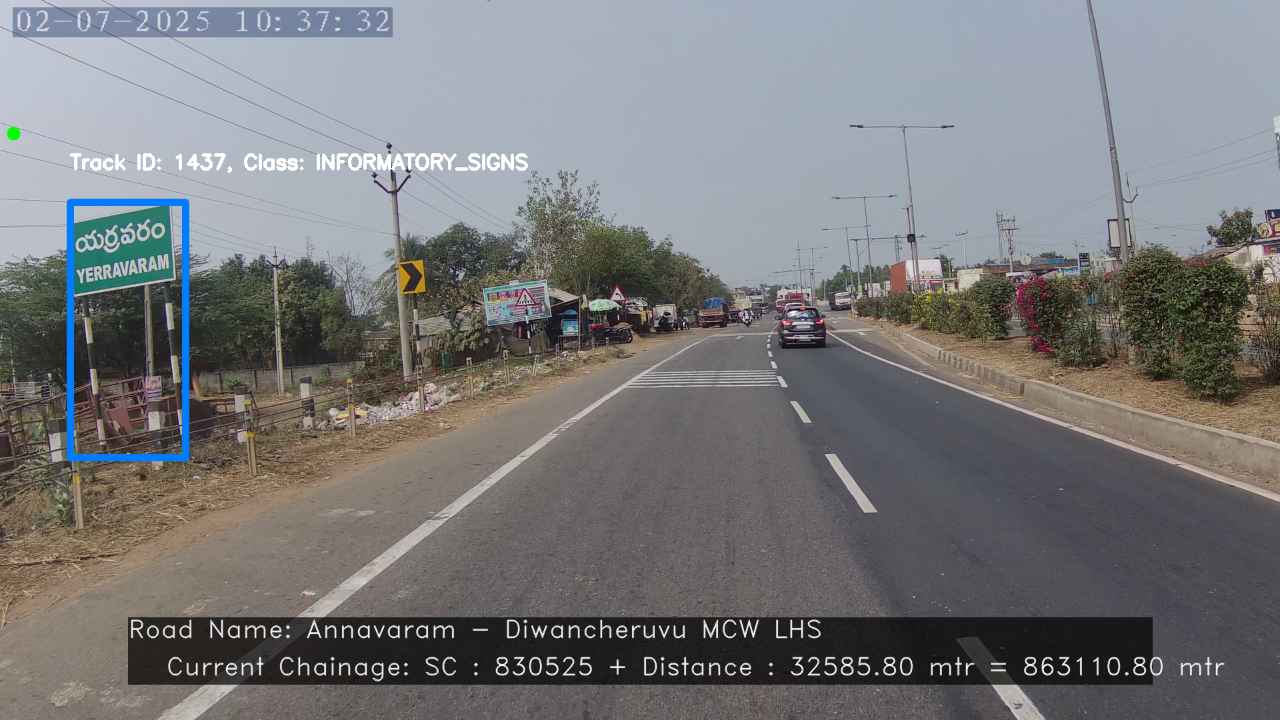 02-07-2025 10:37:32
Track ID: 1437, Class: INFORMATORY_SIGNS
యర్రవరం
YERRAVARAM
Road Name: Annavaram - Diwancheruvu MCW LHS
Current Chainage: SC : 830525 + Distance : 32585.80 mtr = 863110.80 mtr